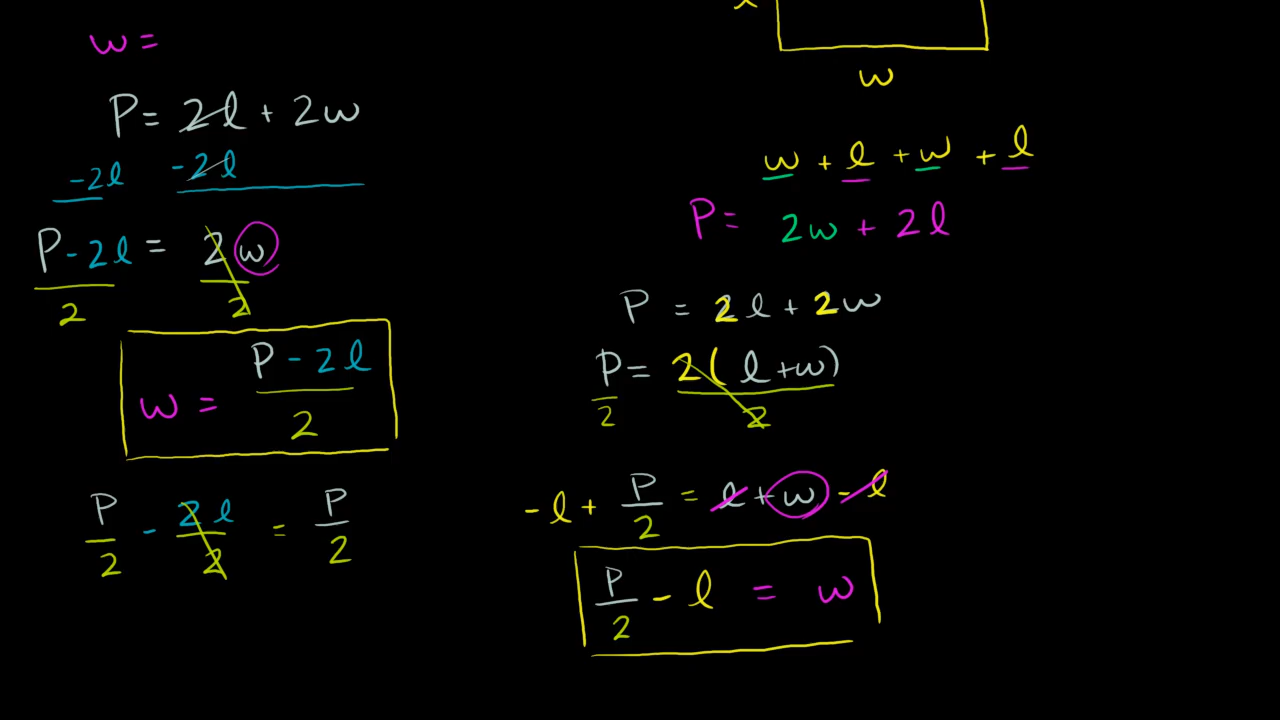 w =
P = 2l + 2w
-2l -2l
P - 2l = 2w
2 2
w = P - 2l
2
P - 2l = P
2 2 2
w
w + l + w + l
P = 2w + 2l
P = 2l + 2w
P = 2(l + w)
2 2
-l + P = l + w - l
2
P - l = w
2